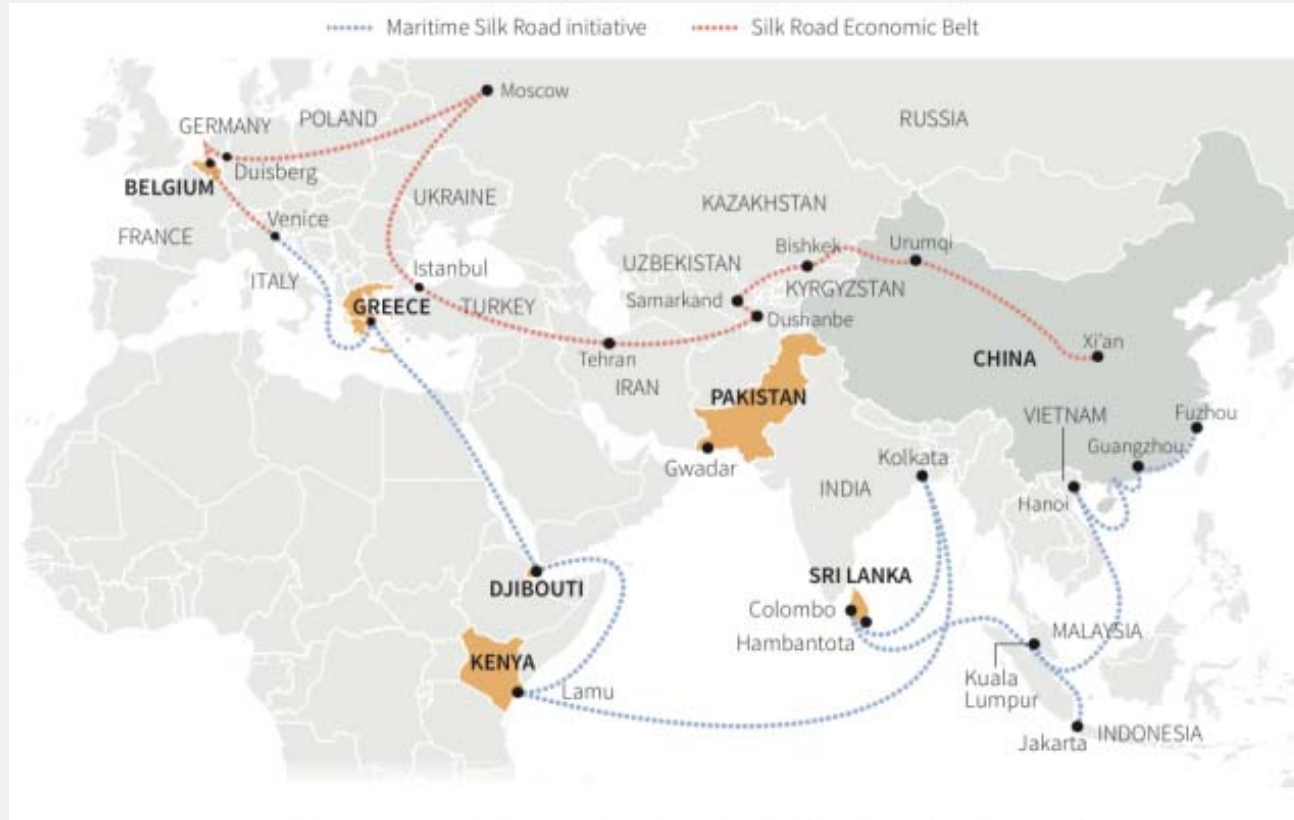 Maritime Silk Road initiative
Silk Road Economic Belt
Moscow
RUSSIA
GERMANY
POLAND
Duisberg
BELGIUM
UKRAINE
KAZAKHSTAN
Venice
FRANCE
Bishkek
Urumqi
Istanbul
UZBEKISTAN
ITALY
KYRGYZSTAN
GREECE
TURKEY
Samarkand
Dushanbe
Tehran
Xi'an
CHINA
IRAN
PAKISTAN
VIETNAM
Fuzhou
Guangzhou
Kolkata
Gwadar
INDIA
Hanoi
SRI LANKA
DJIBOUTI
Colombo
MALAYSIA
Hambantota
KENYA
Lamu
Kuala
Lumpur
Jakarta
INDONESIA